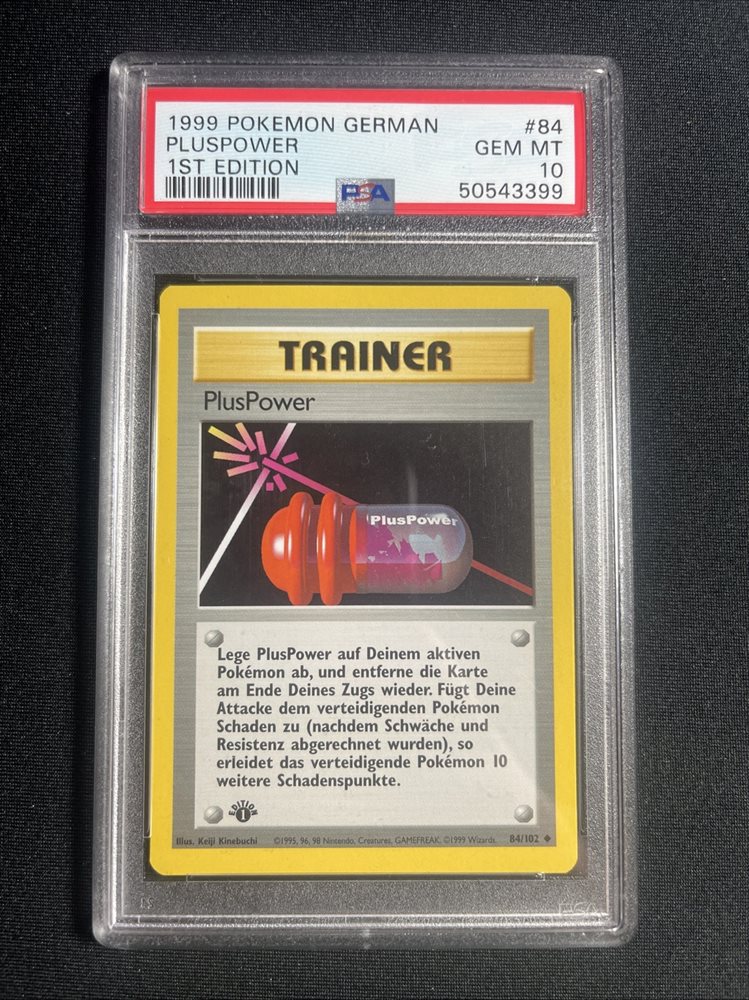 1999 POKEMON GERMAN #84
PLUSPOWER GEM MT
1ST EDITION 10
PSA 50543399
TRAINER
PlusPower
PlusPower
Lege PlusPower auf Deinem aktiven
Pokémon ab, und entferne die Karte
am Ende Deines Zugs wieder. Fügt Deine
Attacke dem verteidigenden Pokémon
Schaden zu (nachdem Schwäche und
Resistenz abgerechnet wurden), so
erleidet das verteidigende Pokémon 10
weitere Schadenspunkte.
EDITION
1
Illus. Keiji Kinebuchi ©1995, 96, 98 Nintendo, Creatures, GAMEFREAK. ©1999 Wizards. 84/102